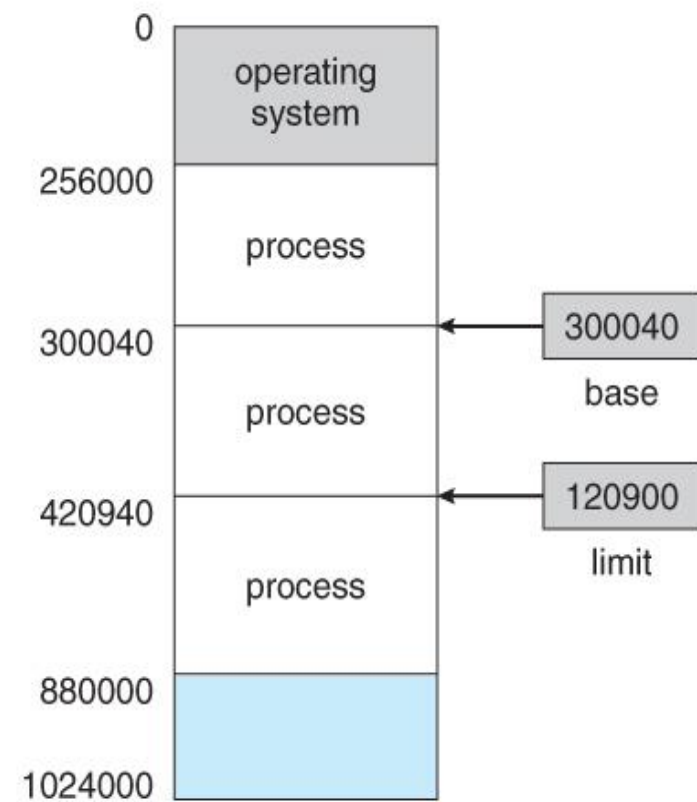 0
operating
system
256000
process
300040
300040
base
process
420940
120900
limit
process
880000
1024000